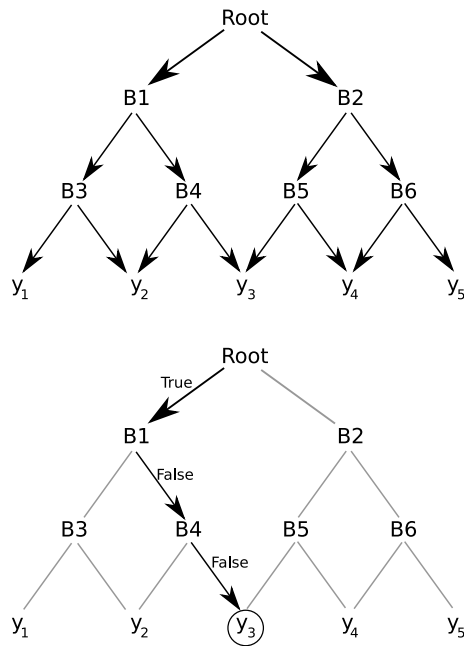 Root
B1 B2
B3 B4 B5 B6
y1 y2 y3 y4 y5
Root
True
B1 B2
False
B3 B4 B5 B6
False
y1 y2 y3 y4 y5